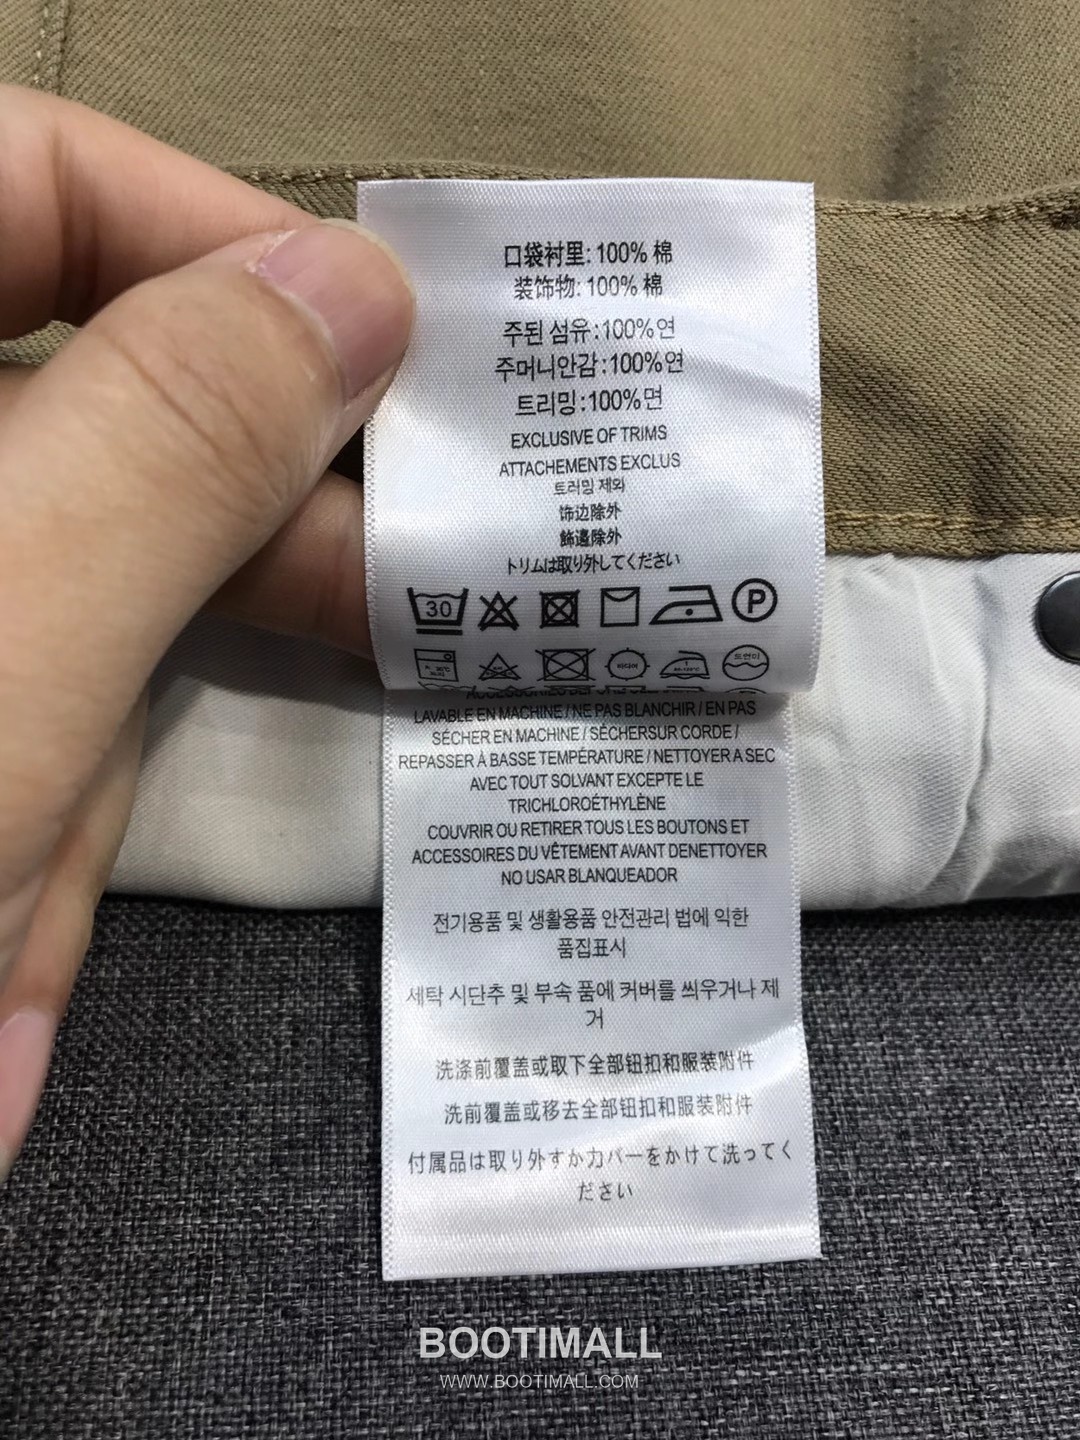 口袋衬里: 100% 棉
装饰物: 100% 棉
주된 섬유:100%연
주머니안감:100%연
트리밍:100%면
EXCLUSIVE OF TRIMS
ATTACHEMENTS EXCLUS
트러밍 제외
饰边除外
飾邊除外
トリムは取り外してください
30
P
드런이
LAVABLE EN MACHINE / NE PAS BLANCHIR / EN PAS
SÉCHER EN MACHINE / SÉCHERSUR CORDE /
REPASSER À BASSE TEMPÉRATURE / NETTOYER A SEC
AVEC TOUT SOLVANT EXCEPTE LE
TRICHLOROÉTHYLÈNE
COUVRIR OU RETIRER TOUS LES BOUTONS ET
ACCESSOIRES DU VÊTEMENT AVANT DENETTOYER
NO USAR BLANQUEADOR
전기용품 및 생활용품 안전관리 법에 익한
품집표시
세탁 시단추 및 부속 품에 커버를 씌우거나 제
거
洗涤前覆盖或取下全部钮扣和服装附件
洗前覆盖或移去全部钮扣和服装附件
付属品は取り外すか力バーをかけて洗ってく
ださい
BOOTIMALL
WWW.BOOTIMALL.COM